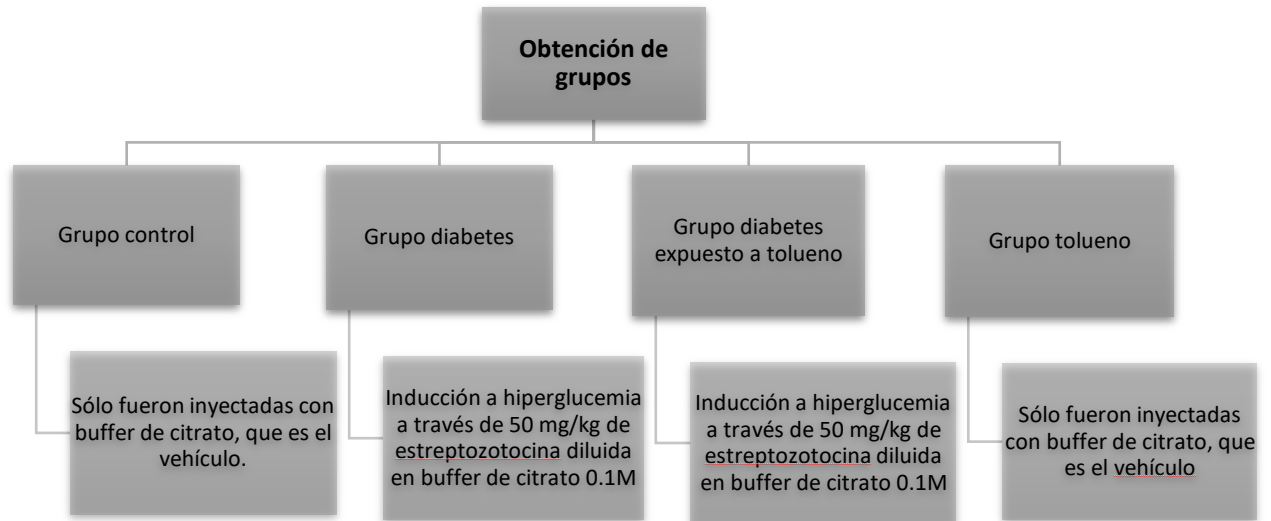 Obtención de
grupos
Grupo control
Sólo fueron inyectadas con
buffer de citrato, que es el
vehículo.
Grupo diabetes
Inducción a hiperglucemia
a través de 50 mg/kg de
estreptozotocina diluida
en buffer de citrato 0.1M
Grupo diabetes
expuesto a tolueno
Inducción a hiperglucemia
a través de 50 mg/kg de
estreptozotocina diluida
en buffer de citrato 0.1M
Grupo tolueno
Sólo fueron inyectadas
con buffer de citrato, que
es el vehículo